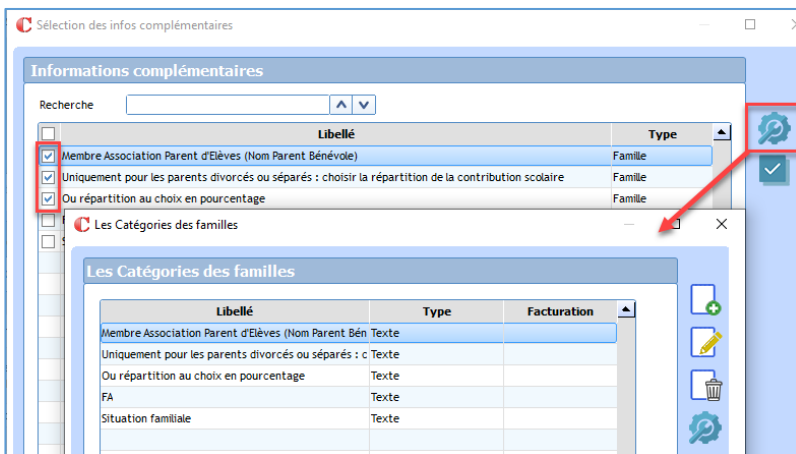 Sélection des infos complémentaires
Informations complémentaires
Recherche
Libellé Type
Membre Association Parent d'Elèves (Nom Parent Bénévole) Famille
Uniquement pour les parents divorcés ou séparés : choisir la répartition de la contribution scolaire Famille
Ou répartition au choix en pourcentage Famille
Les Catégories des familles
Les Catégories des familles
Libellé Type Facturation
Membre Association Parent d'Elèves (Nom Parent Bén Texte
Uniquement pour les parents divorcés ou séparés : c Texte
Ou répartition au choix en pourcentage Texte
FA Texte
Situation familiale Texte